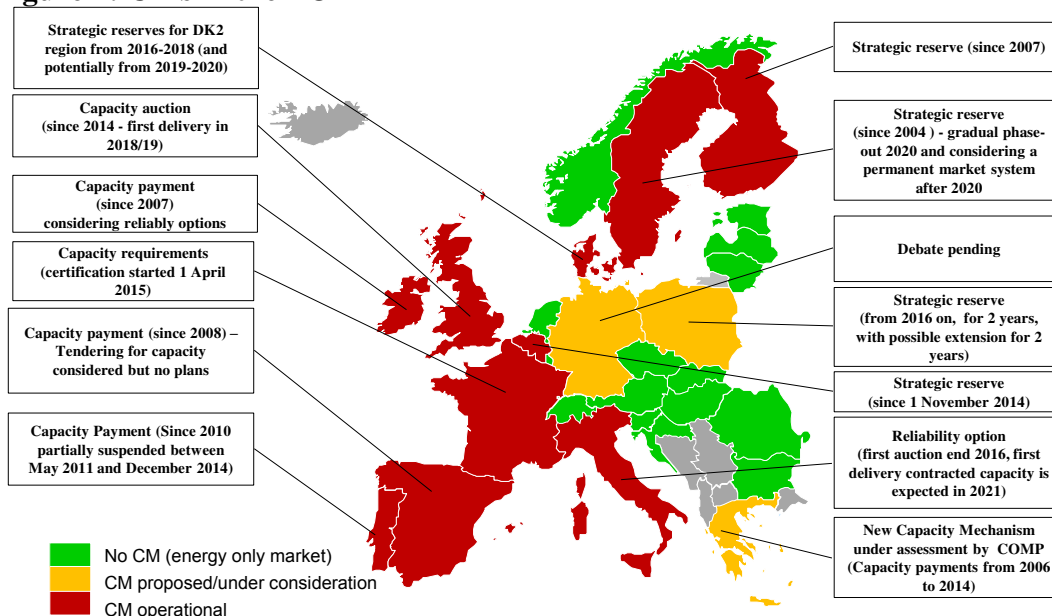 Strategic reserves for DK2
region from 2016-2018 (and
potentially from 2019-2020)
Capacity auction
(since 2014 - first delivery in
2018/19)
Capacity payment
(since 2007)
considering reliably options
Capacity requirements
(certification started 1 April
2015)
Capacity payment (since 2008) –
Tendering for capacity
considered but no plans
Capacity Payment (Since 2010
partially suspended between
May 2011 and December 2014)
Strategic reserve (since 2007)
Strategic reserve
(since 2004 ) - gradual phase-
out 2020 and considering a
permanent market system
after 2020
Debate pending
Strategic reserve
(from 2016 on, for 2 years,
with possible extension for 2
years)
Strategic reserve
(since 1 November 2014)
Reliability option
(first auction end 2016, first
delivery contracted capacity is
expected in 2021)
New Capacity Mechanism
under assessment by COMP
(Capacity payments from 2006
to 2014)
No CM (energy only market)
CM proposed/under consideration
CM operational